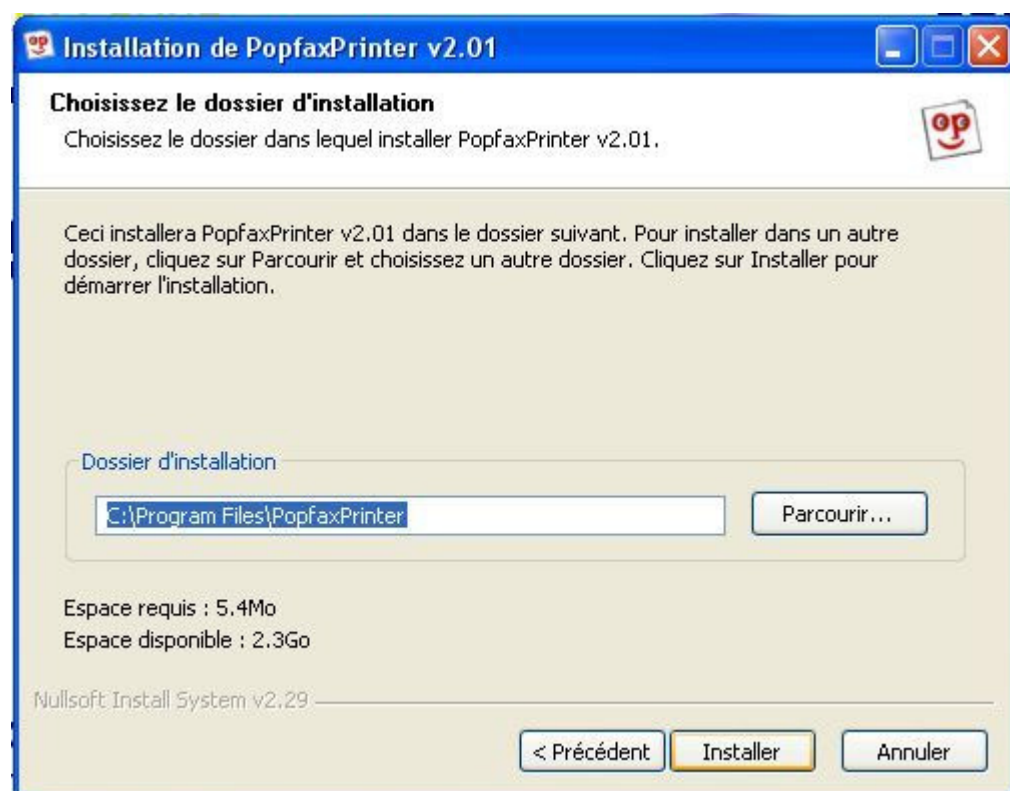 Installation de PopfaxPrinter v2.01
Choisissez le dossier d'installation
Choisissez le dossier dans lequel installer PopfaxPrinter v2.01.
op
Ceci installera PopfaxPrinter v2.01 dans le dossier suivant. Pour installer dans un autre
dossier, cliquez sur Parcourir et choisissez un autre dossier. Cliquez sur Installer pour
démarrer l'installation.
Dossier d'installation
C:\Program Files\PopfaxPrinter
Parcourir...
Espace requis : 5.4Mo
Espace disponible : 2.3Go
Nullsoft Install System v2.29
< Précédent
Installer
Annuler